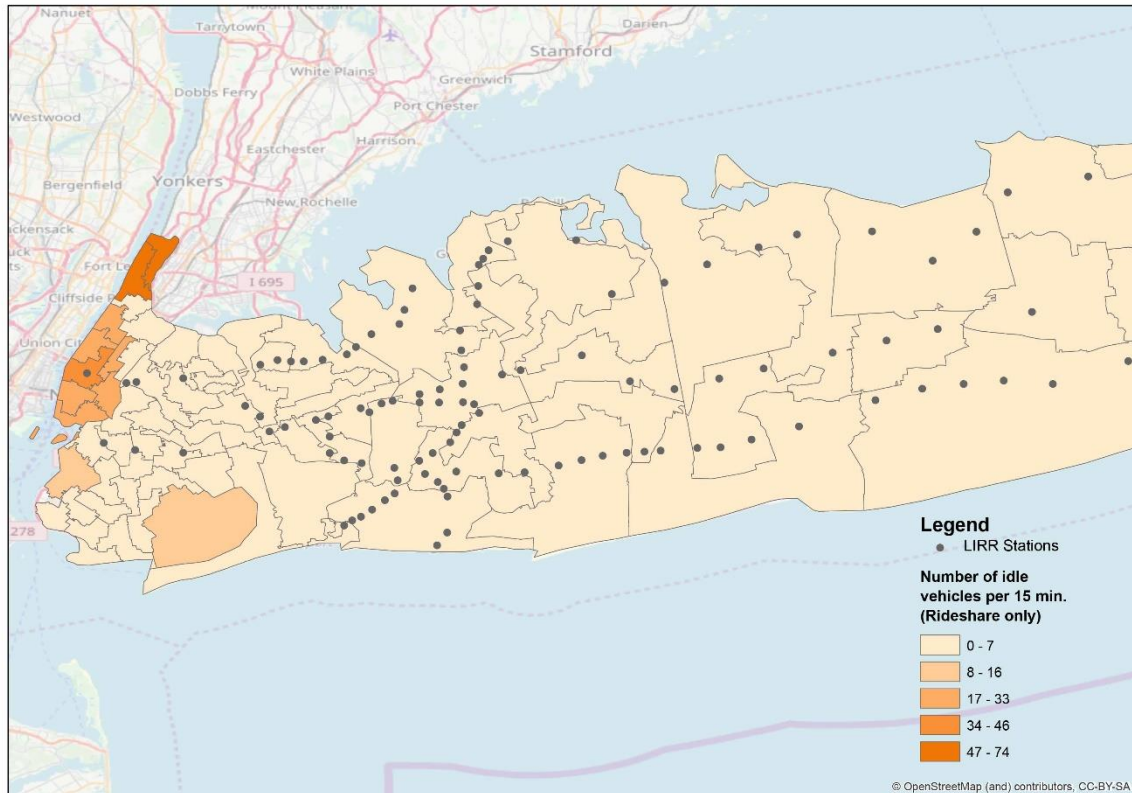 Nanuet
Tarrytown
Darien
Stamford
White Plains
Greenwich
Port Chester
Dobbs Ferry
Westwood
Harrison
Eastchester
Bergenfield
Yonkers
New Rochelle
ackensack
Fort Le
I 695
Cliffside P
Union City
N
278
Legend
LIRR Stations
Number of idle
vehicles per 15 min.
(Rideshare only)
0 - 7
8 - 16
17 - 33
34 - 46
47 - 74
© OpenStreetMap (and) contributors, CC-BY-SA